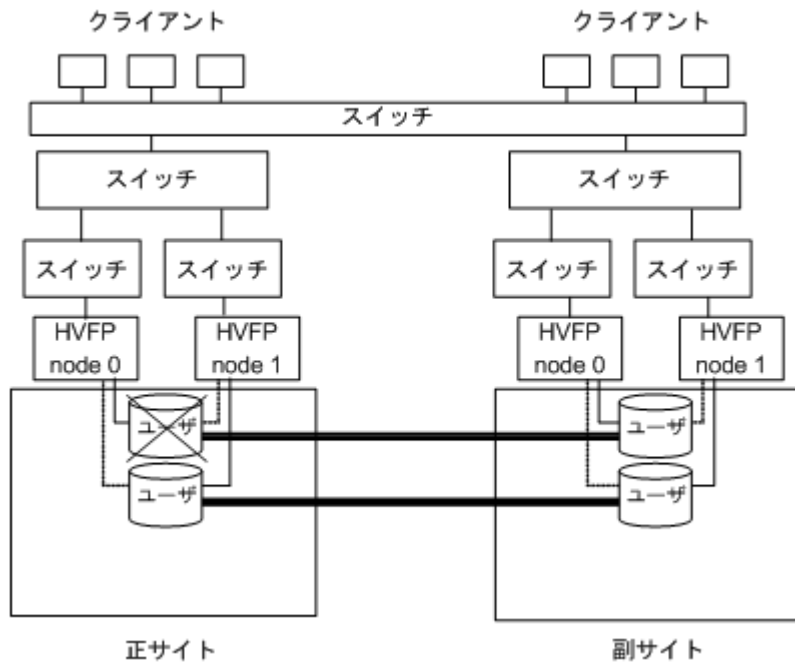 クライアント クライアント
スイッチ
スイッチ スイッチ
スイッチ スイッチ スイッチ スイッチ
HVFP HVFP HVFP HVFP
node 0 node 1 node 0 node 1
ユーザ ユーザ
ユーザ ユーザ
正サイト 副サイト